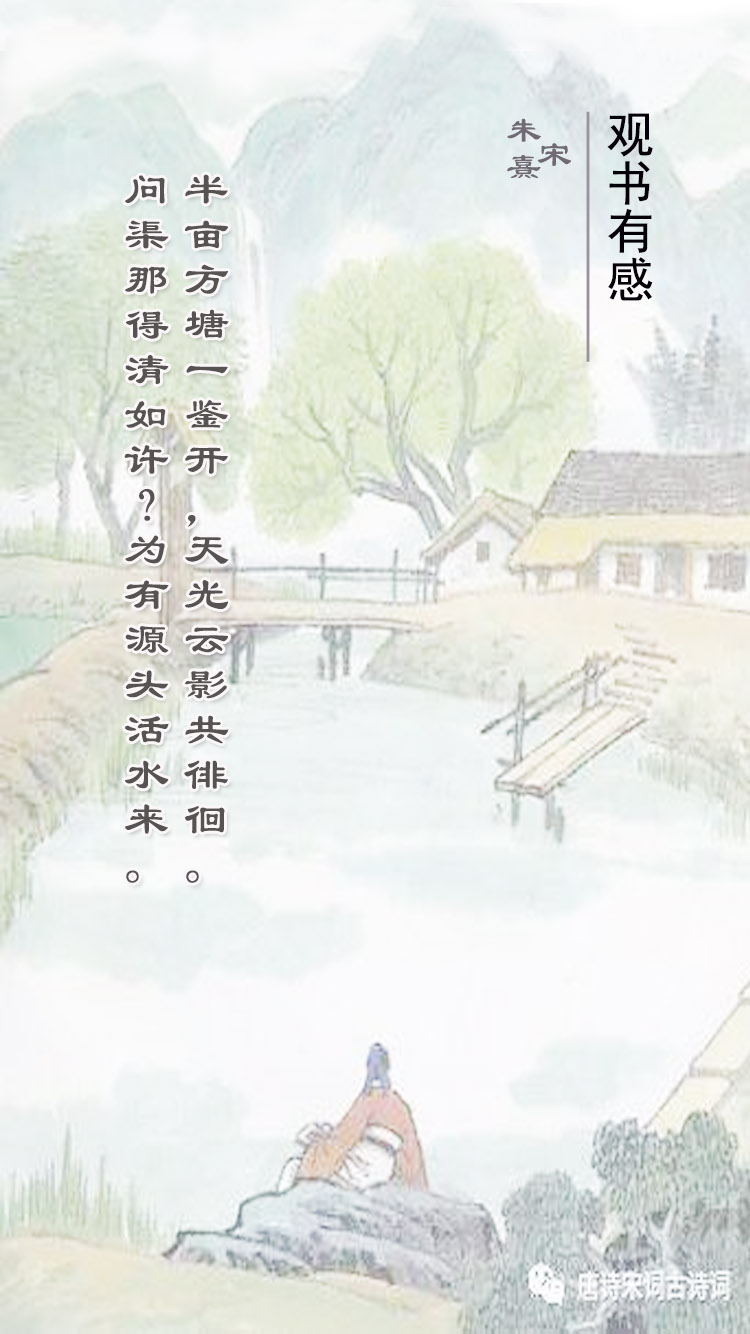 观书有感
宋
朱熹
半亩方塘一鉴开，天光云影共徘徊。
问渠那得清如许？为有源头活水来。
唐诗宋词古诗词